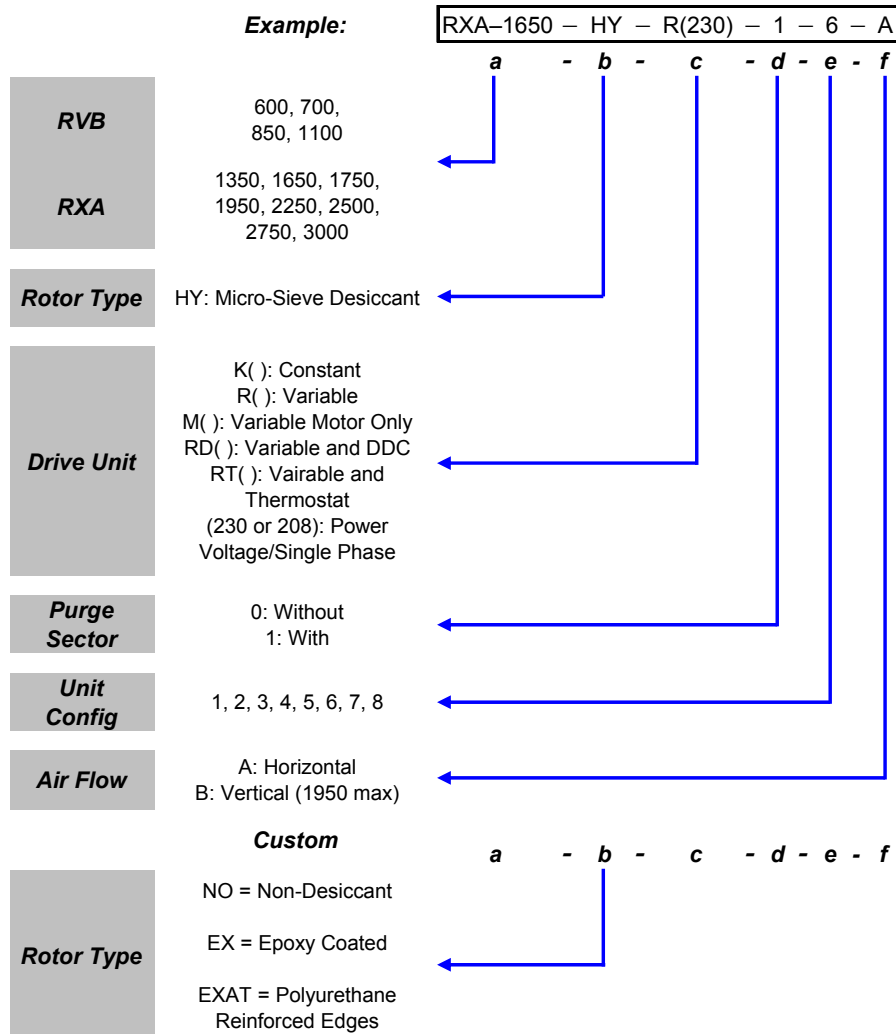 Example:
RXA–1650 – HY – R(230) – 1 – 6 – A
a - b - c - d - e - f
RVB
600, 700,
850, 1100
RXA
1350, 1650, 1750,
1950, 2250, 2500,
2750, 3000
Rotor Type
HY: Micro-Sieve Desiccant
Drive Unit
K( ): Constant
R( ): Variable
M( ): Variable Motor Only
RD( ): Variable and DDC
RT( ): Vairable and
Thermostat
(230 or 208): Power
Voltage/Single Phase
Purge
Sector
0: Without
1: With
Unit
Config
1, 2, 3, 4, 5, 6, 7, 8
Air Flow
A: Horizontal
B: Vertical (1950 max)
Custom
a - b - c - d - e - f
Rotor Type
NO = Non-Desiccant
EX = Epoxy Coated
EXAT = Polyurethane
Reinforced Edges